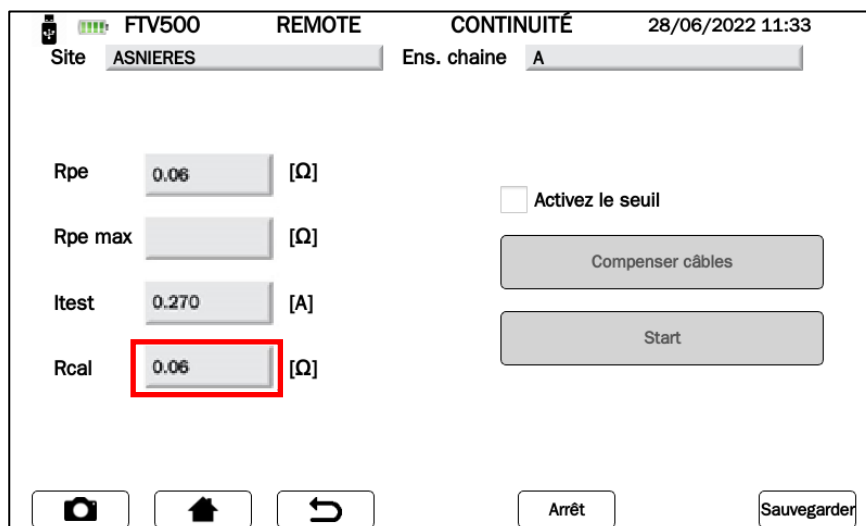 FTV500 REMOTE CONTINUITÉ 28/06/2022 11:33
Site ASNIERES Ens. chaine A
Rpe 0.06 [Ω]
Activez le seuil
Rpe max [Ω]
Compenser câbles
Itest 0.270 [A]
Start
Rcal 0.06 [Ω]
Arrêt Sauvegarder